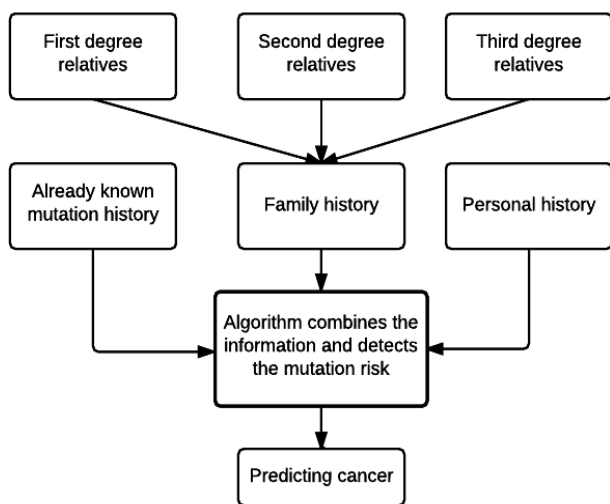 First degree
relatives
Second degree
relatives
Third degree
relatives
Already known
mutation history
Family history
Personal history
Algorithm combines the
information and detects
the mutation risk
Predicting cancer